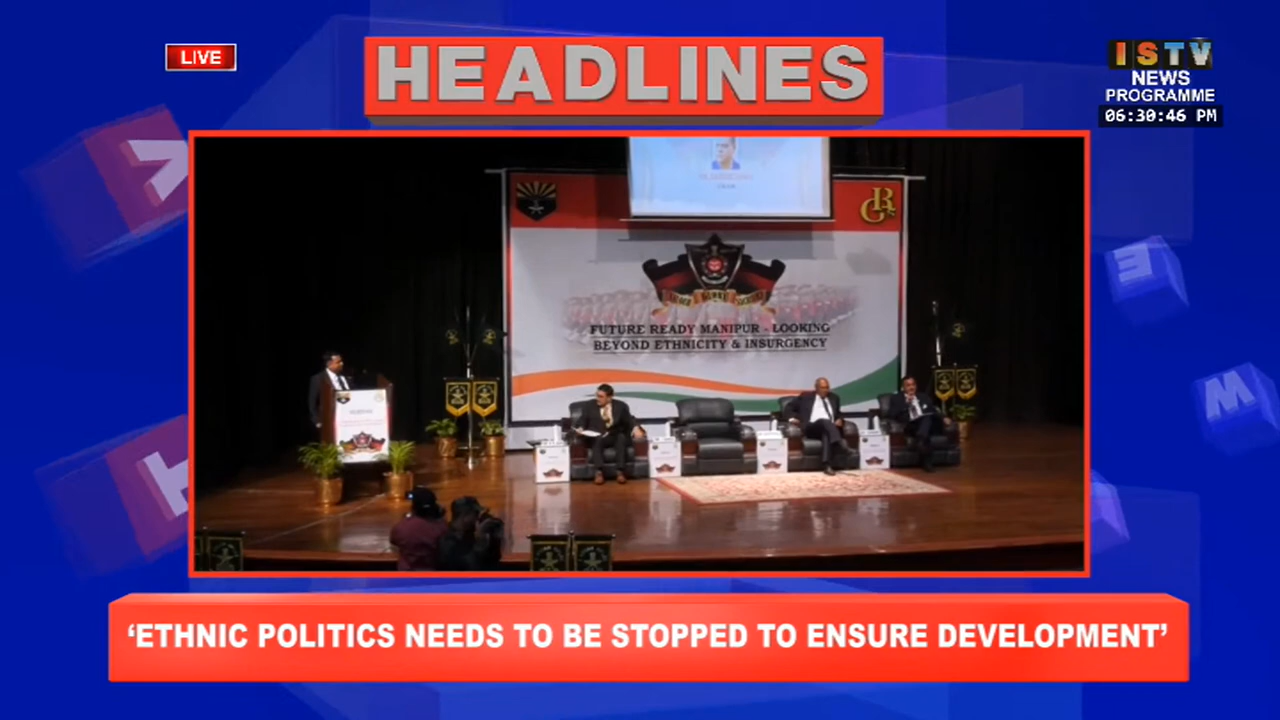 LIVE
HEADLINES
ISTV
NEWS
PROGRAMME
06:30:46 PM
FUTURE READY MANIPUR - LOOKING
BEYOND ETHNICITY & INSURGENCY
‘ETHNIC POLITICS NEEDS TO BE STOPPED TO ENSURE DEVELOPMENT’